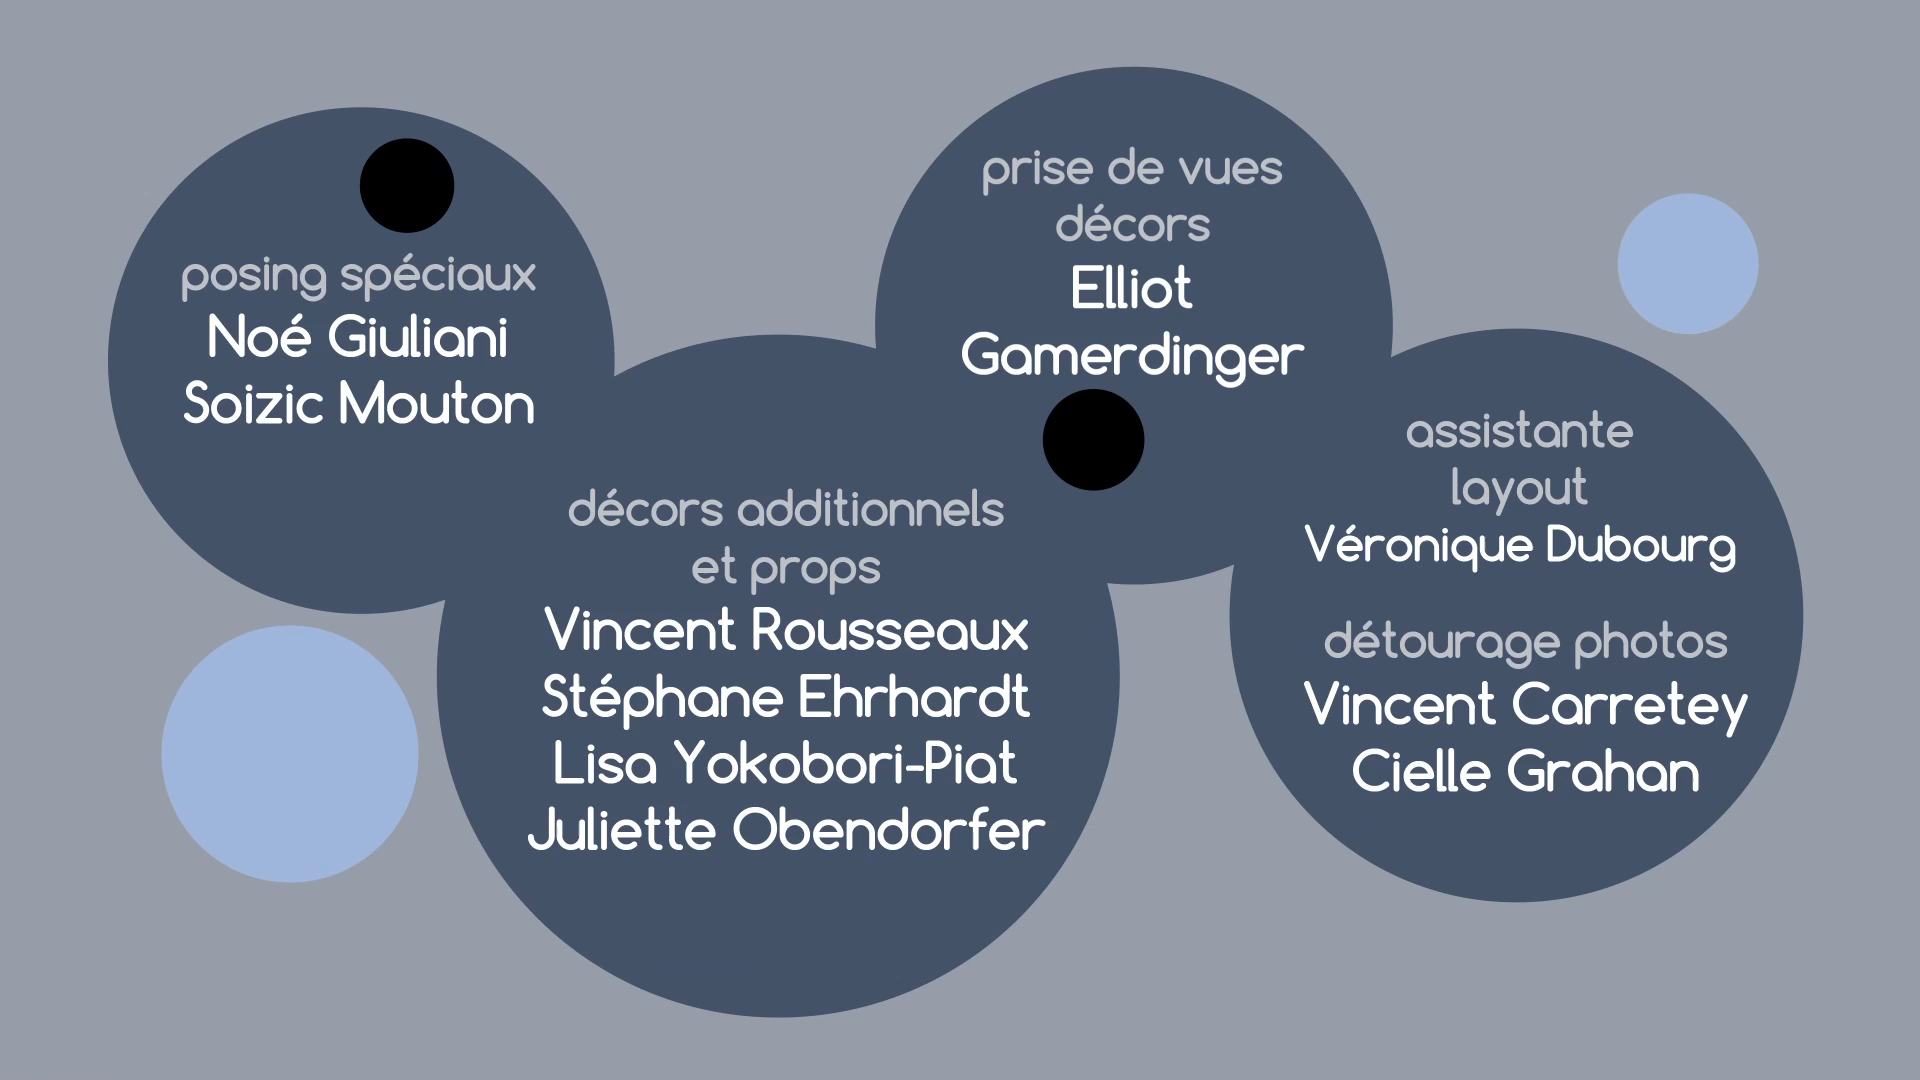 posing spéciaux
Noé Giuliani
Soizic Mouton
décors additionnels
et props
Vincent Rousseaux
Stéphane Ehrhardt
Lisa Yokobori-Piat
Juliette Obendorfer
prise de vues
décors
Elliot
Gamerdinger
assistante
layout
Véronique Dubourg
détourage photos
Vincent Carretey
Cielle Grahan